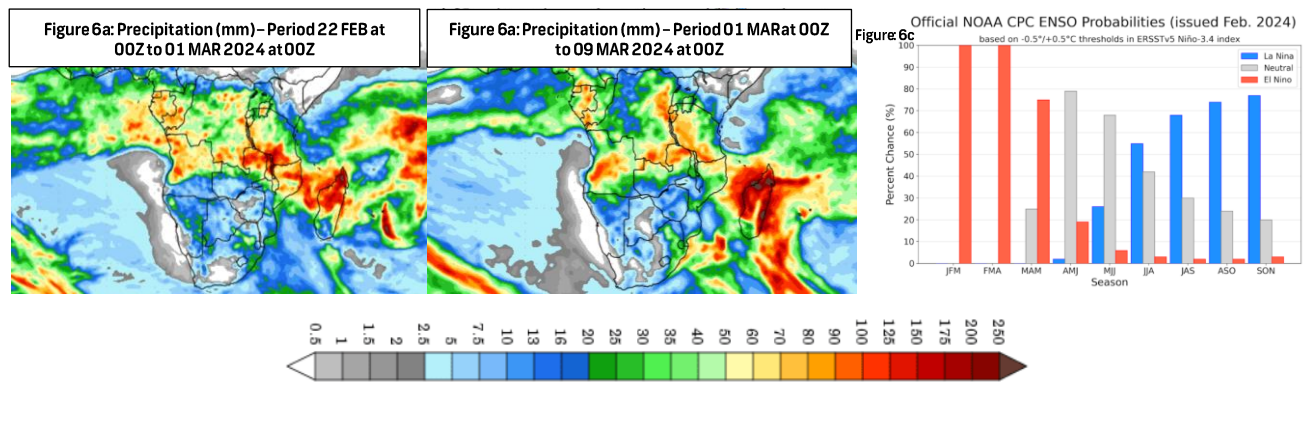 Figure 6a: Precipitation (mm) – Period 22 FEB at
00Z to 01 MAR 2024 at 00Z
Figure 6a: Precipitation (mm) – Period 01 MAR at 00Z
to 09 MAR 2024 at 00Z
Figure: 6c
Official NOAA CPC ENSO Probabilities (issued Feb. 2024)
based on -0.5°/+0.5°C thresholds in ERSSTv5 Niño-3.4 index
La Nina
Neutral
El Nino
Percent Chance (%)
100
90
80
70
60
50
40
30
20
10
0
JFM FMA MAM AMJ MJJ JJA JAS ASO SON
Season
0.5 1 1.5 2 2.5 5 7.5 10 13 16 20 25 30 35 40 50 60 70 80 90 100 125 150 175 200 250